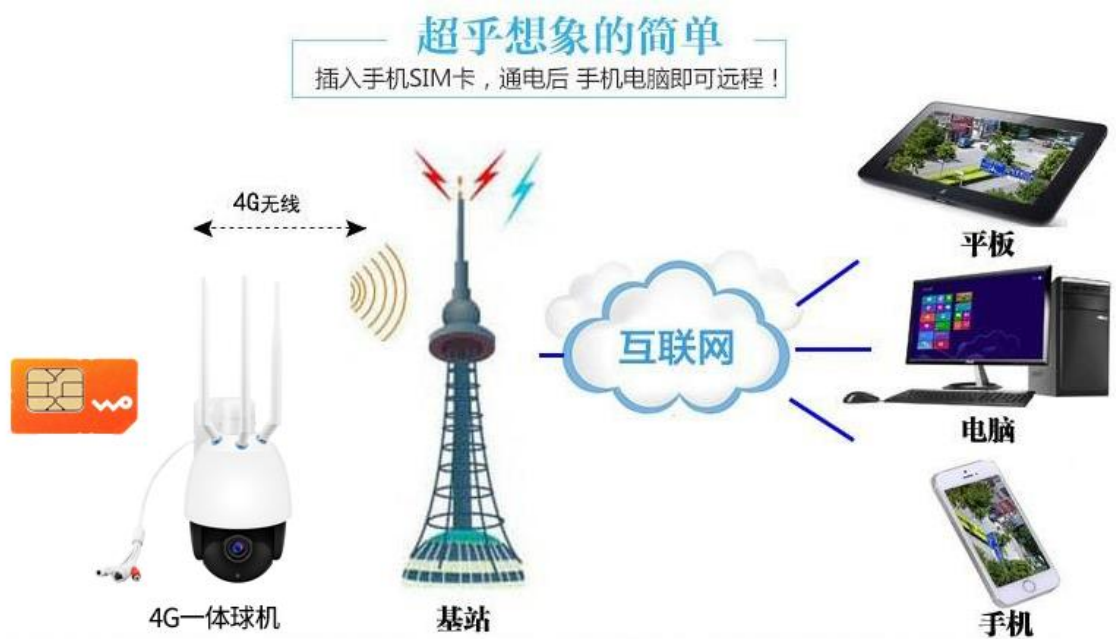 超乎想象的简单
插入手机SIM卡，通电后 手机电脑即可远程！
4G无线
平板
互联网
电脑
4G一体球机
基站
手机